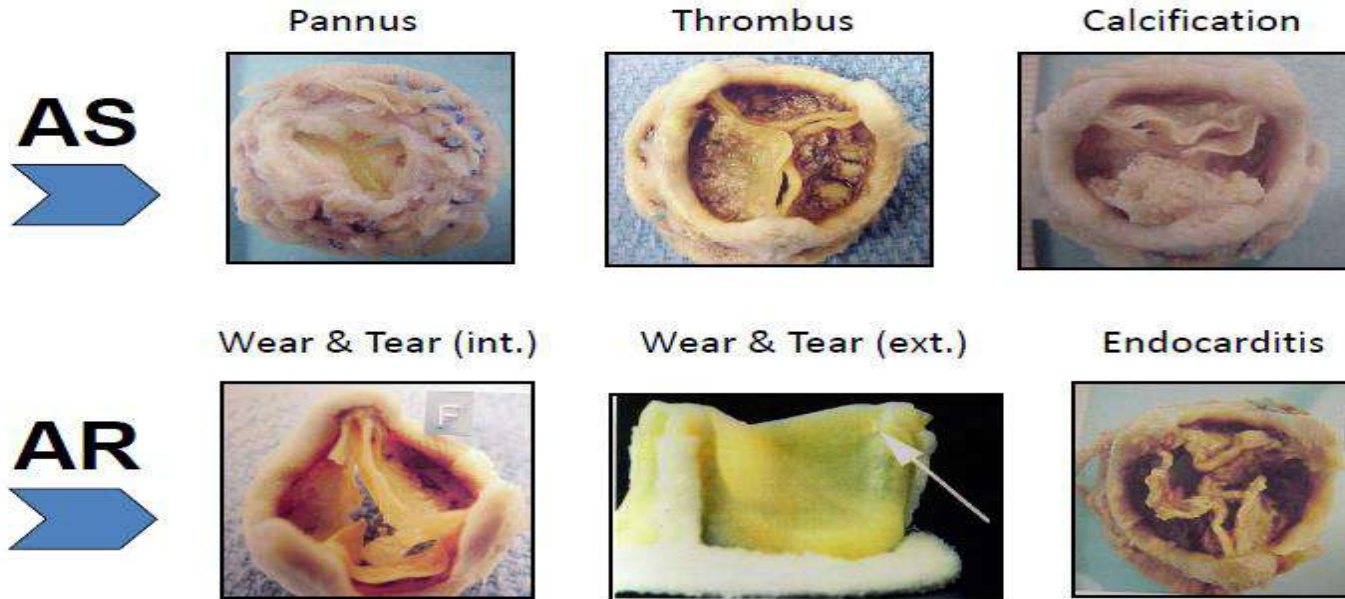 Pannus
Thrombus
Calcification
AS
Wear & Tear (int.)
Wear & Tear (ext.)
Endocarditis
AR
F